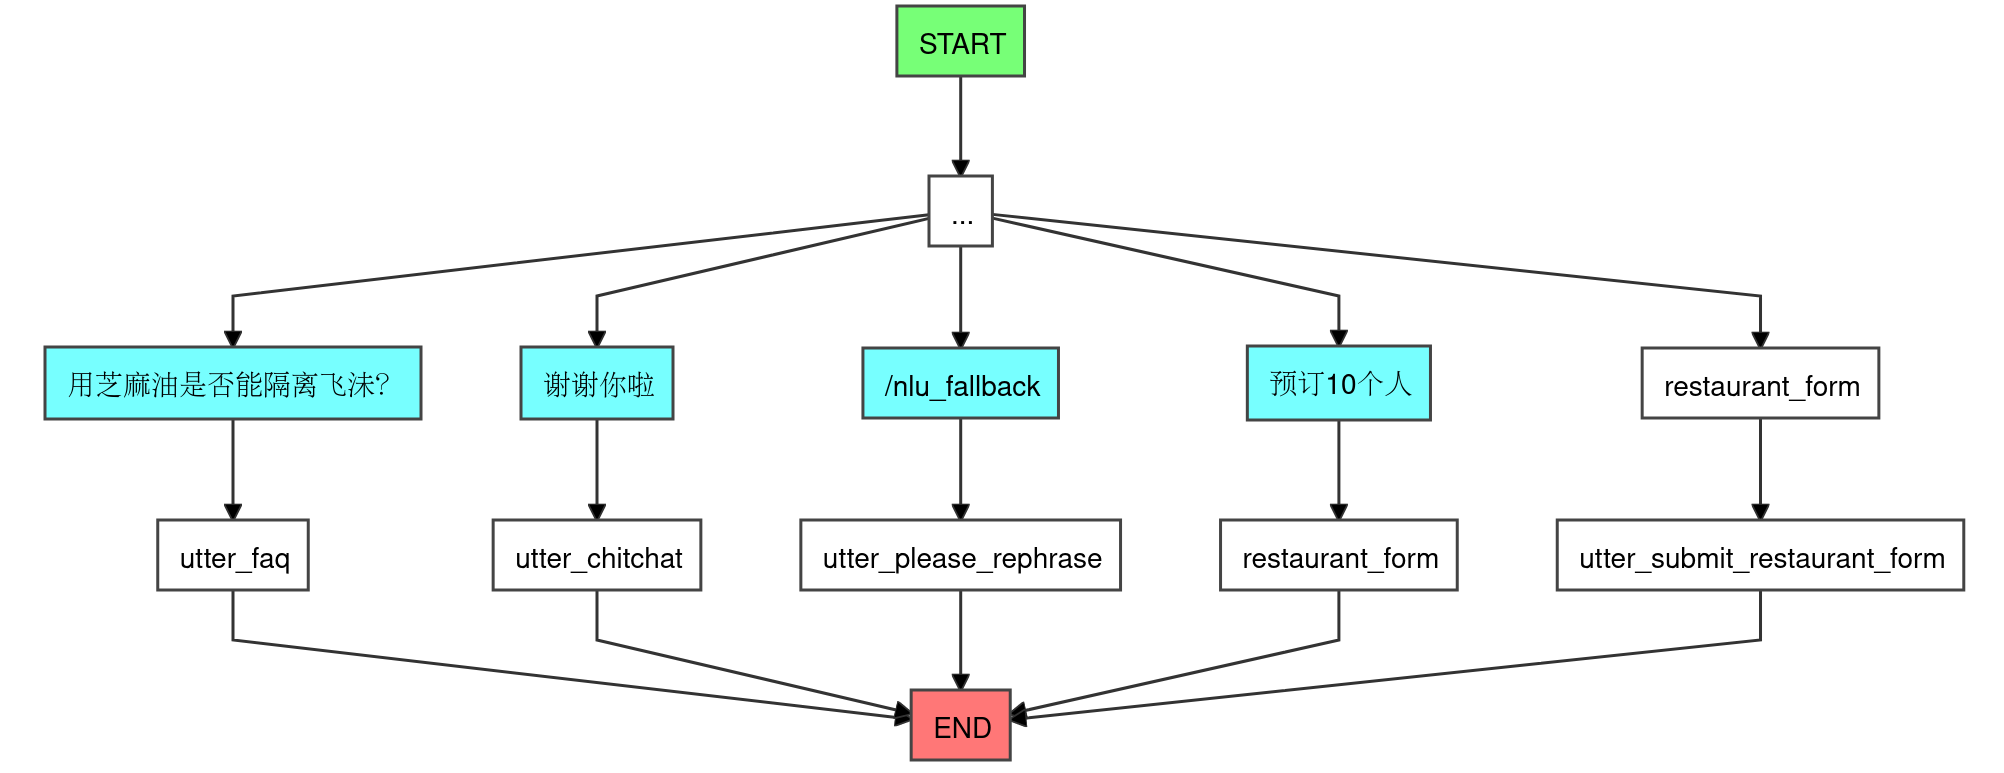 START
...
用芝麻油是否能隔离飞沫?
谢谢你啦
/nlu_fallback
预订10个人
restaurant_form
utter_faq
utter_chitchat
utter_please_rephrase
restaurant_form
utter_submit_restaurant_form
END